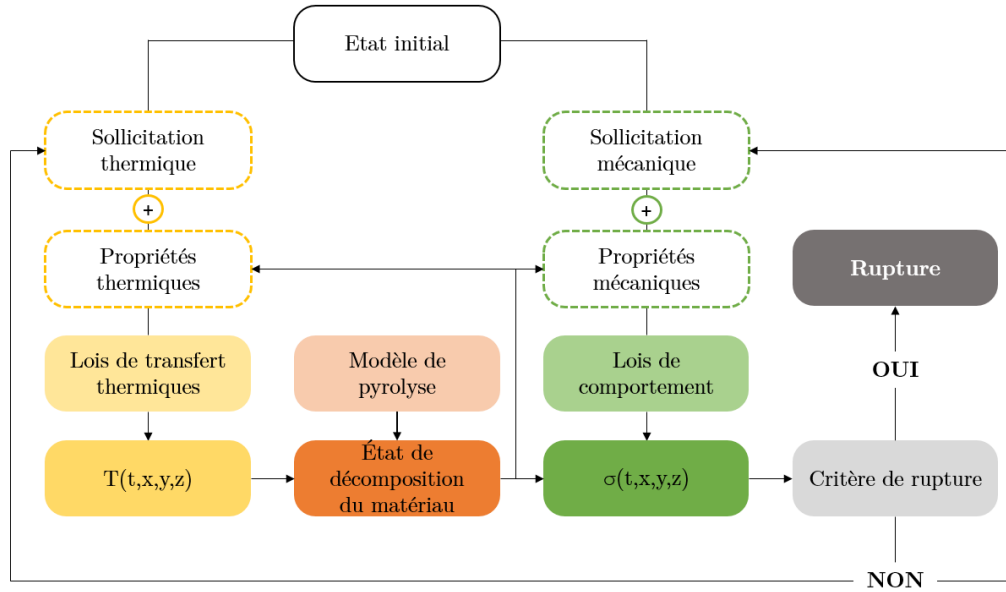 Etat initial
Sollicitation
thermique
Sollicitation
mécanique
+
+
Propriétés
thermiques
Propriétés
mécaniques
Rupture
Lois de transfert
thermiques
Modèle de
pyrolyse
Lois de
comportement
OUI
T(t,x,y,z)
État de
décomposition
du matériau
σ(t,x,y,z)
Critère de rupture
NON